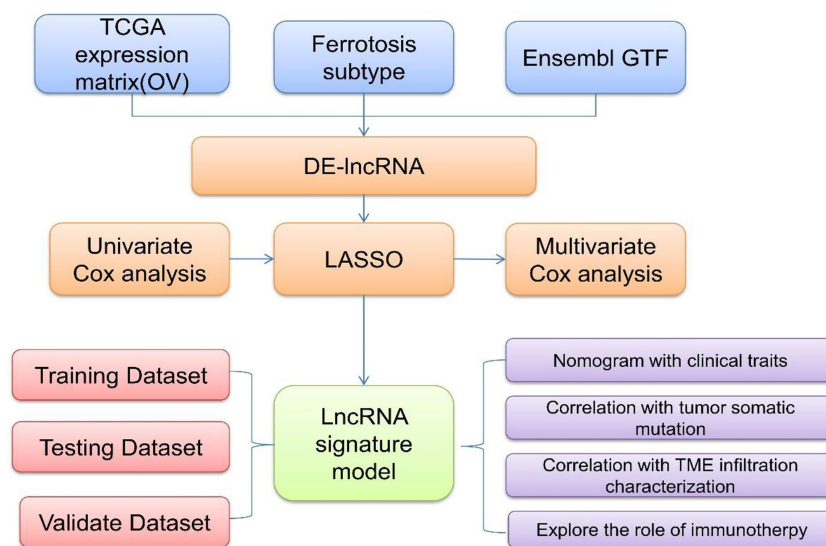 TCGA
expression
matrix(OV)
Ferrotosis
subtype
Ensembl GTF
DE-lncRNA
Univariate
Cox analysis
LASSO
Multivariate
Cox analysis
Training Dataset
Testing Dataset
Validate Dataset
LncRNA
signature
model
Nomogram with clinical traits
Correlation with tumor somatic
mutation
Correlation with TME infiltration
characterization
Explore the role of immunotherpy